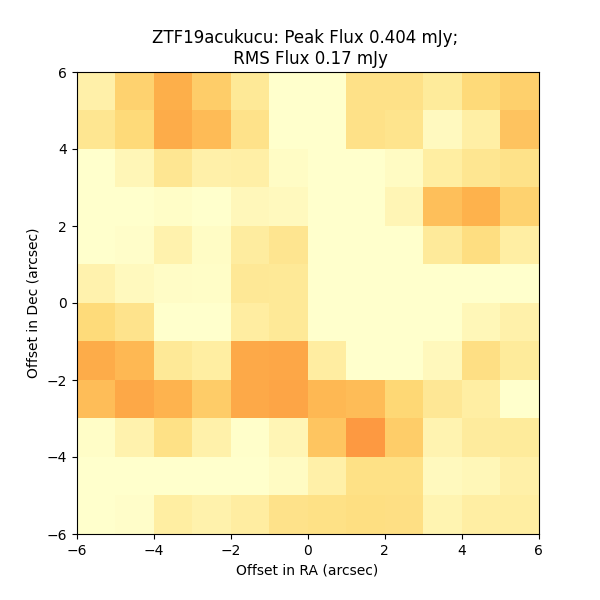 ZTF19acukucu: Peak Flux 0.404 mJy;
RMS Flux 0.17 mJy
6
4
2
0
−2
−4
−6
Offset in Dec (arcsec)
−6 −4 −2 0 2 4 6
Offset in RA (arcsec)